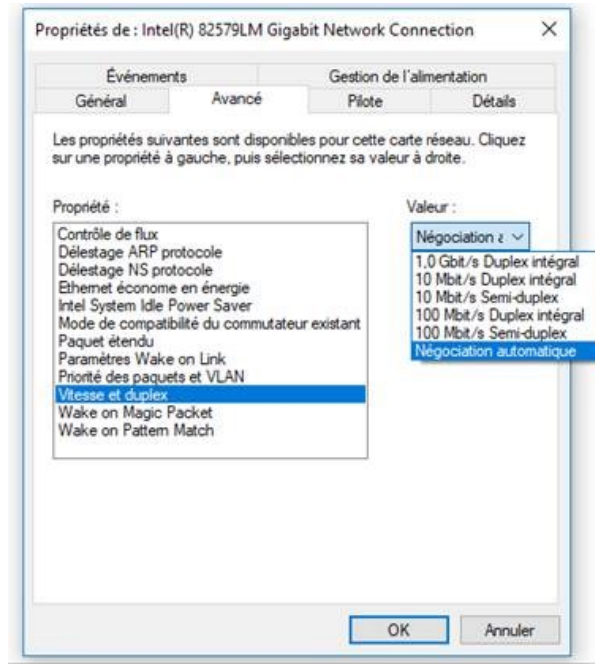 Propriétés de : Intel(R) 82579LM Gigabit Network Connection
Événements
Gestion de l'alimentation
Général
Avancé
Pilote
Détails
Les propriétés suivantes sont disponibles pour cette carte réseau. Cliquez
sur une propriété à gauche, puis sélectionnez sa valeur à droite.
Propriété :
Contrôle de flux
Délestage ARP protocole
Délestage NS protocole
Ethernet économe en énergie
Intel System Idle Power Saver
Mode de compatibilité du commutateur existant
Paquet étendu
Paramètres Wake on Link
Priorité des paquets et VLAN
Vitesse et duplex
Wake on Magic Packet
Wake on Pattern Match
Valeur :
Négociation a
1,0 Gbit/s Duplex intégral
10 Mbit/s Duplex intégral
10 Mbit/s Semi-duplex
100 Mbit/s Duplex intégral
100 Mbit/s Semi-duplex
Négociation automatique
OK
Annuler